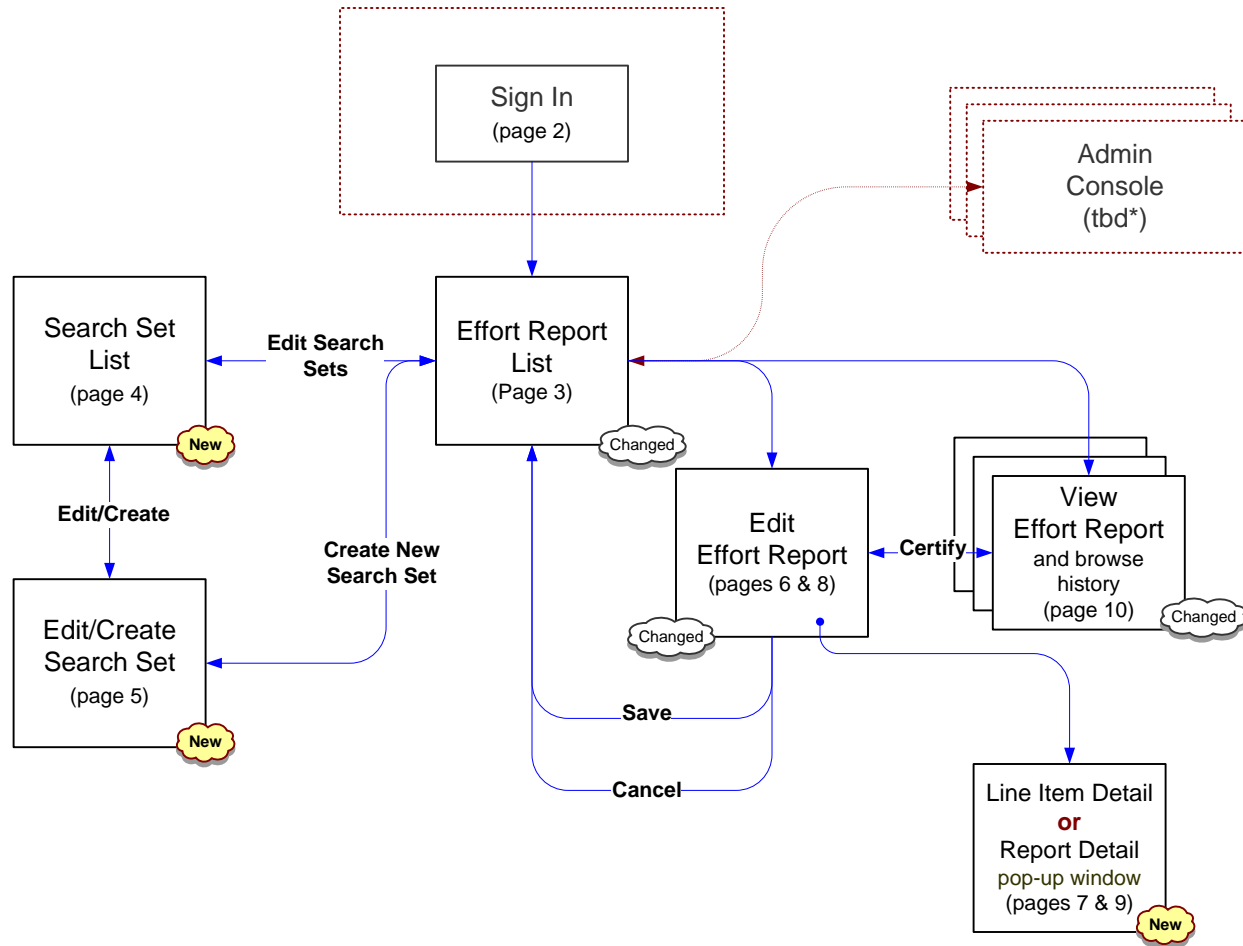 Sign In
(page 2)
Admin
Console
(tbd*)
Search Set
List
(page 4)
New
Edit Search
Sets
Effort Report
List
(Page 3)
Changed
Edit/Create
Create New
Search Set
Edit
Effort Report
(pages 6 & 8)
Changed
Certify
View
Effort Report
and browse
history
(page 10)
Changed
Edit/Create
Search Set
(page 5)
New
Save
Cancel
Line Item Detail
or
Report Detail
pop-up window
(pages 7 & 9)
New